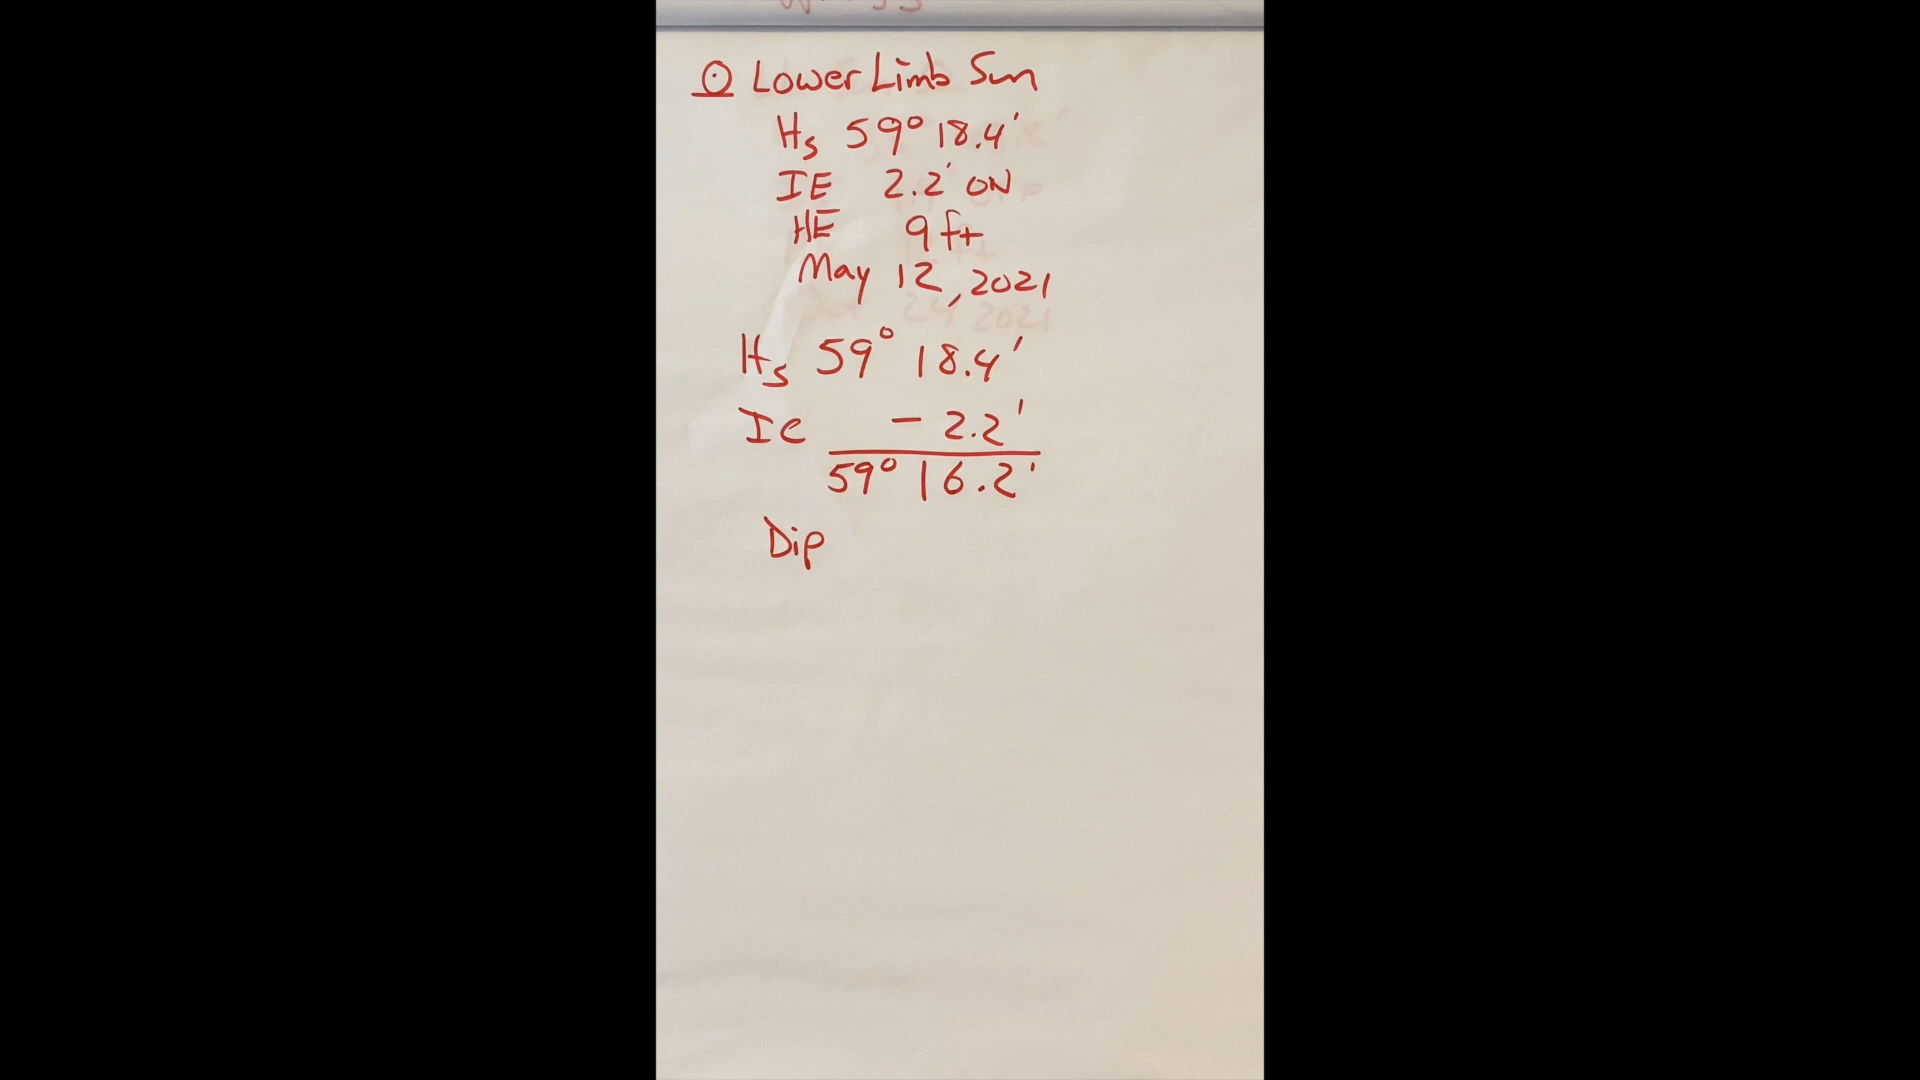 ☉ Lower Limb Sun
Hs 59° 18.4'
IE 2.2' ON
HE 9 ft
May 12, 2021
Hs 59° 18.4'
Ic - 2.2'
59° 16.2'
Dip